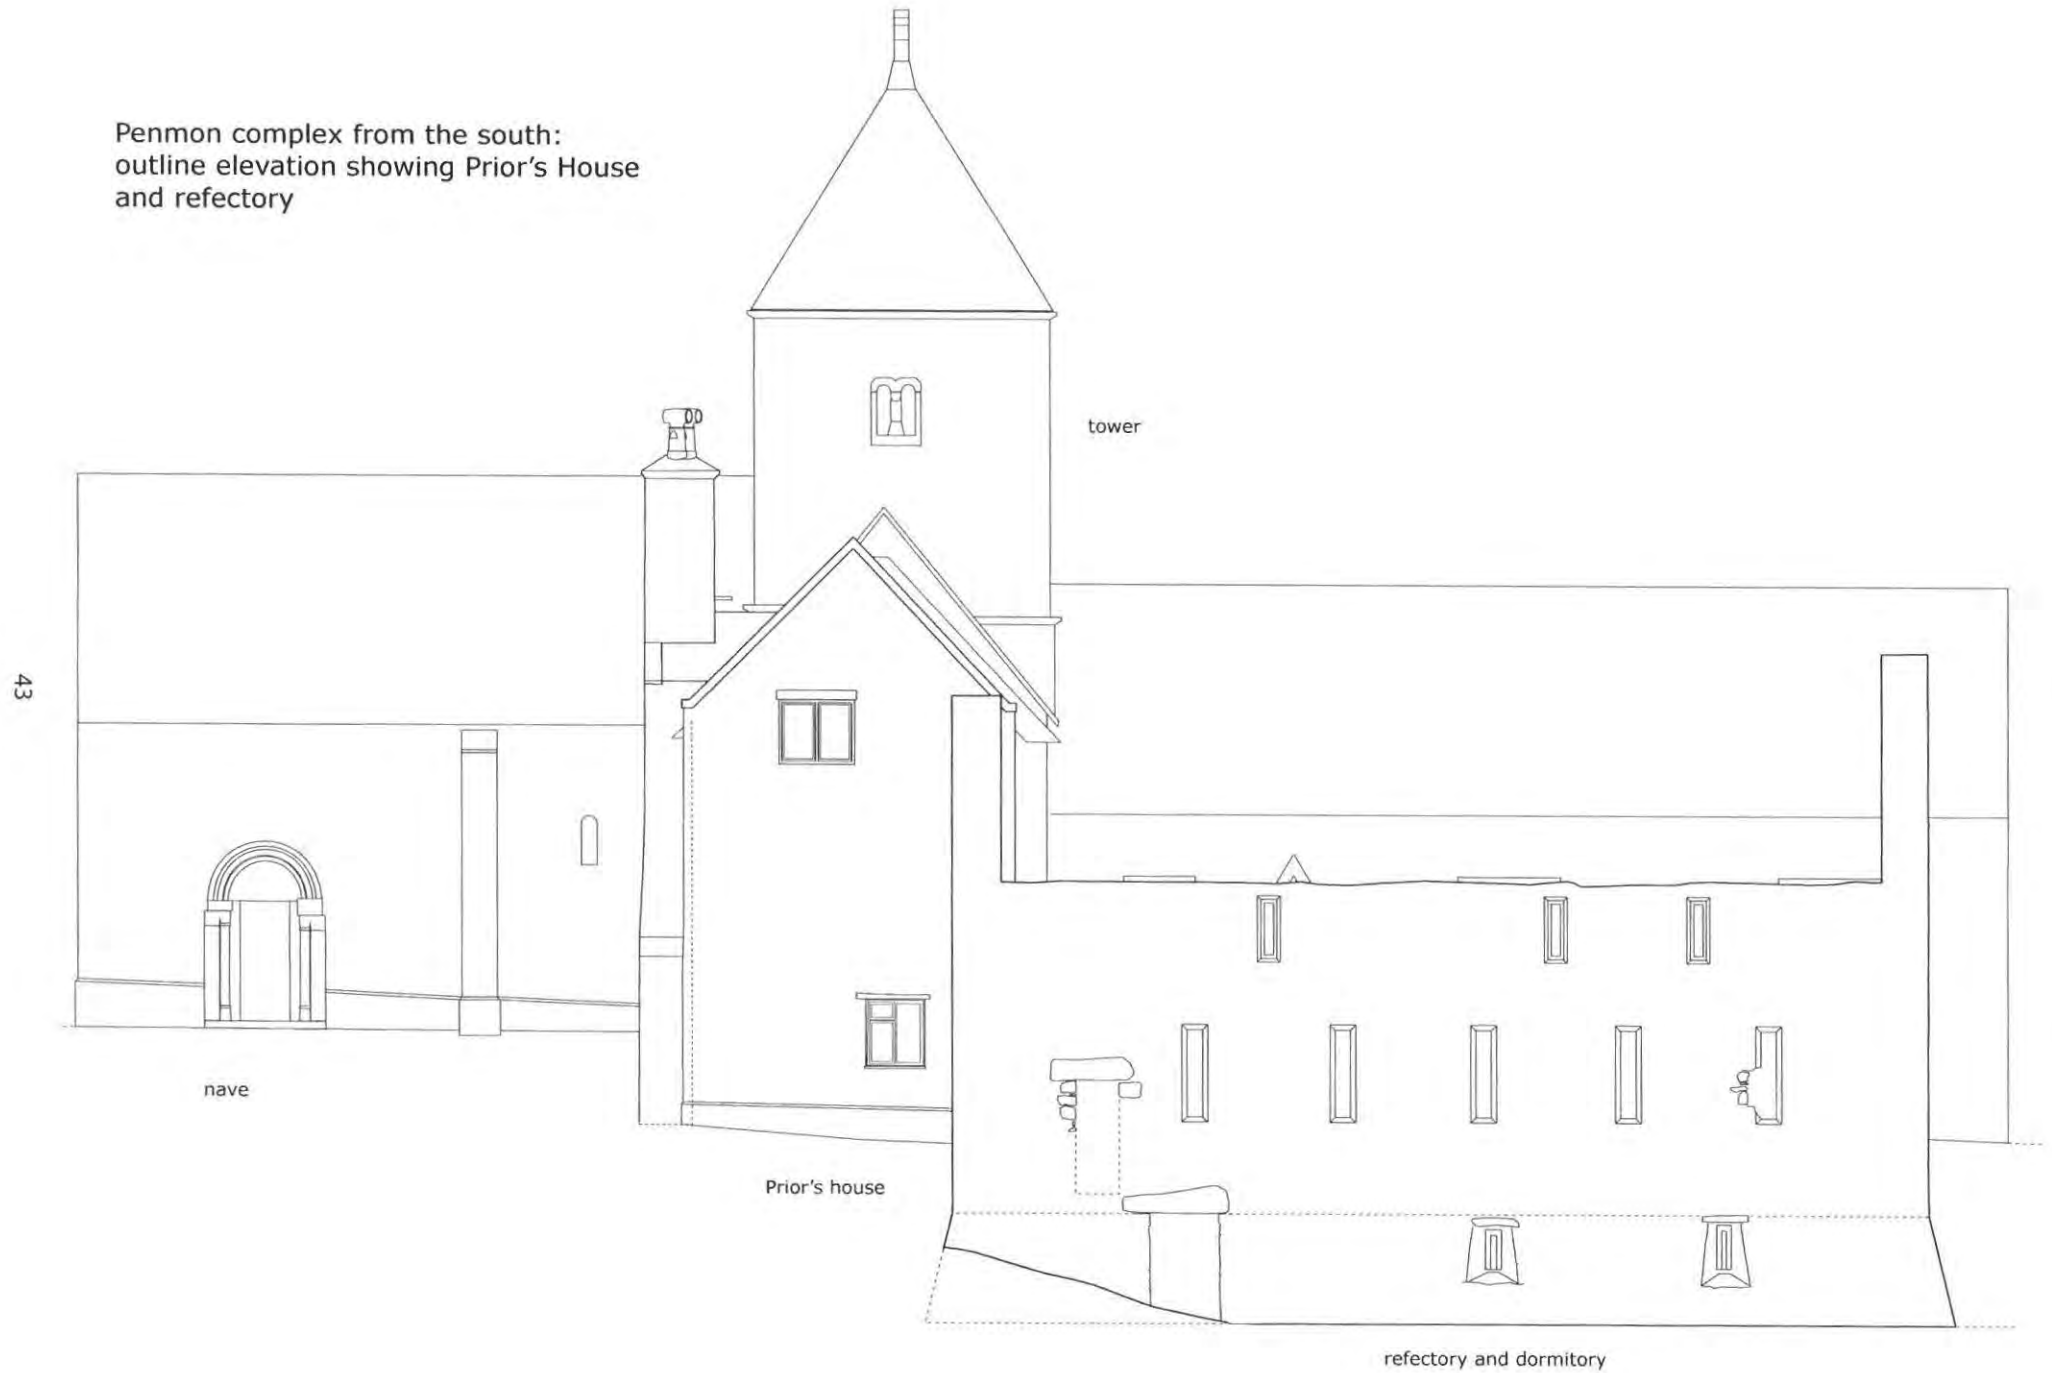 Penmon complex from the south:
outline elevation showing Prior's House
and refectory
tower
43
nave
Prior's house
refectory and dormitory